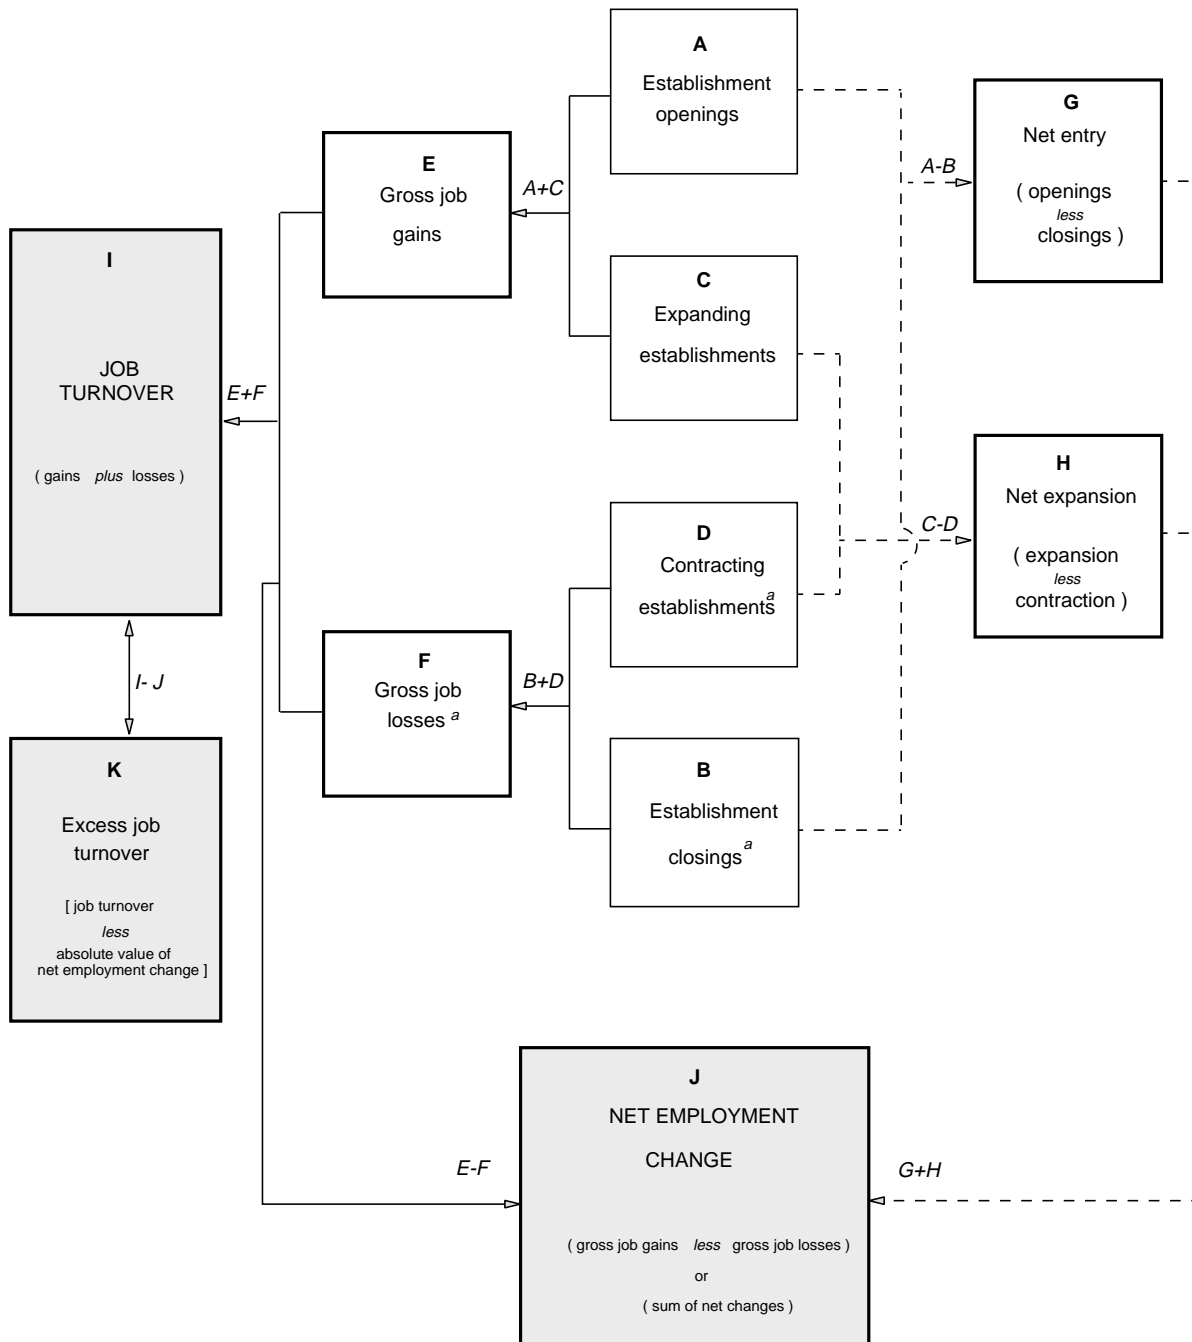 A
Establishment
openings
G
Net entry
( openings
less
closings )
A-B
E
Gross job
gains
A+C
C
Expanding
establishments
I
JOB
TURNOVER
( gains plus losses )
E+F
H
Net expansion
( expansion
less
contraction )
C-D
D
Contracting
establishments a
F
Gross job
losses a
B+D
I- J
B
Establishment
closings a
K
Excess job
turnover
[ job turnover
less
absolute value of
net employment change ]
J
NET EMPLOYMENT
CHANGE
( gross job gains less gross job losses )
or
( sum of net changes )
E-F
G+H